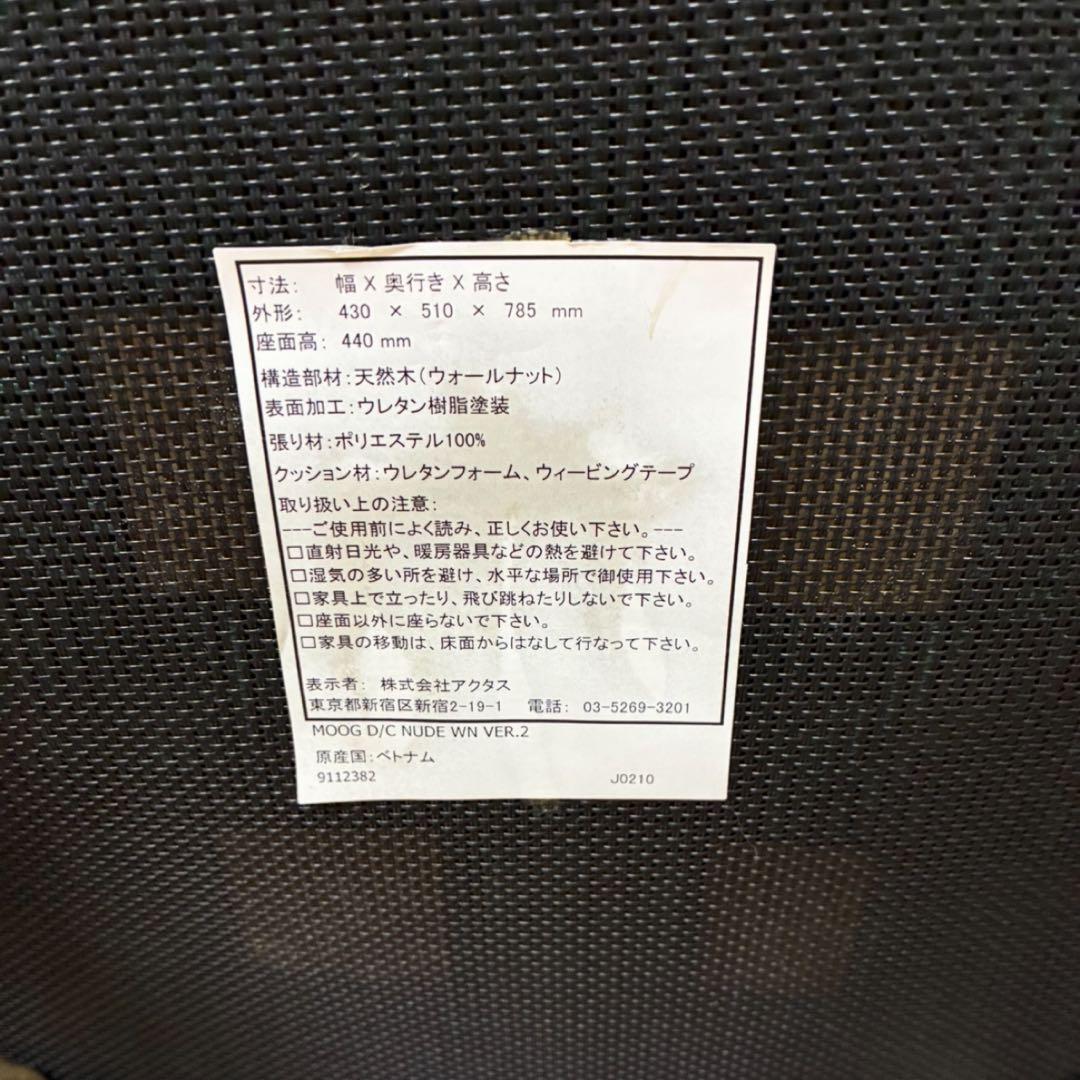 寸法: 幅 X 奥行き X 高さ
外形: 430 × 510 × 785 mm
座面高: 440 mm
構造部材:天然木(ウォールナット)
表面加工:ウレタン樹脂塗装
張り材:ポリエステル100%
クッション材:ウレタンフォーム、ウィービングテープ
取り扱い上の注意:
---ご使用前によく読み、正しくお使い下さい。---
□直射日光や、暖房器具などの熱を避けて下さい。
□湿気の多い所を避け、水平な場所で御使用下さい。
□家具上で立ったり、飛び跳ねたりしないで下さい。
□座面以外に座らないで下さい。
□家具の移動は、床面からはなして行なって下さい。
表示者: 株式会社アクタス
東京都新宿区新宿2-19-1 電話: 03-5269-3201
MOOG D/C NUDE WN VER.2
原産国:ベトナム
9112382 J0210